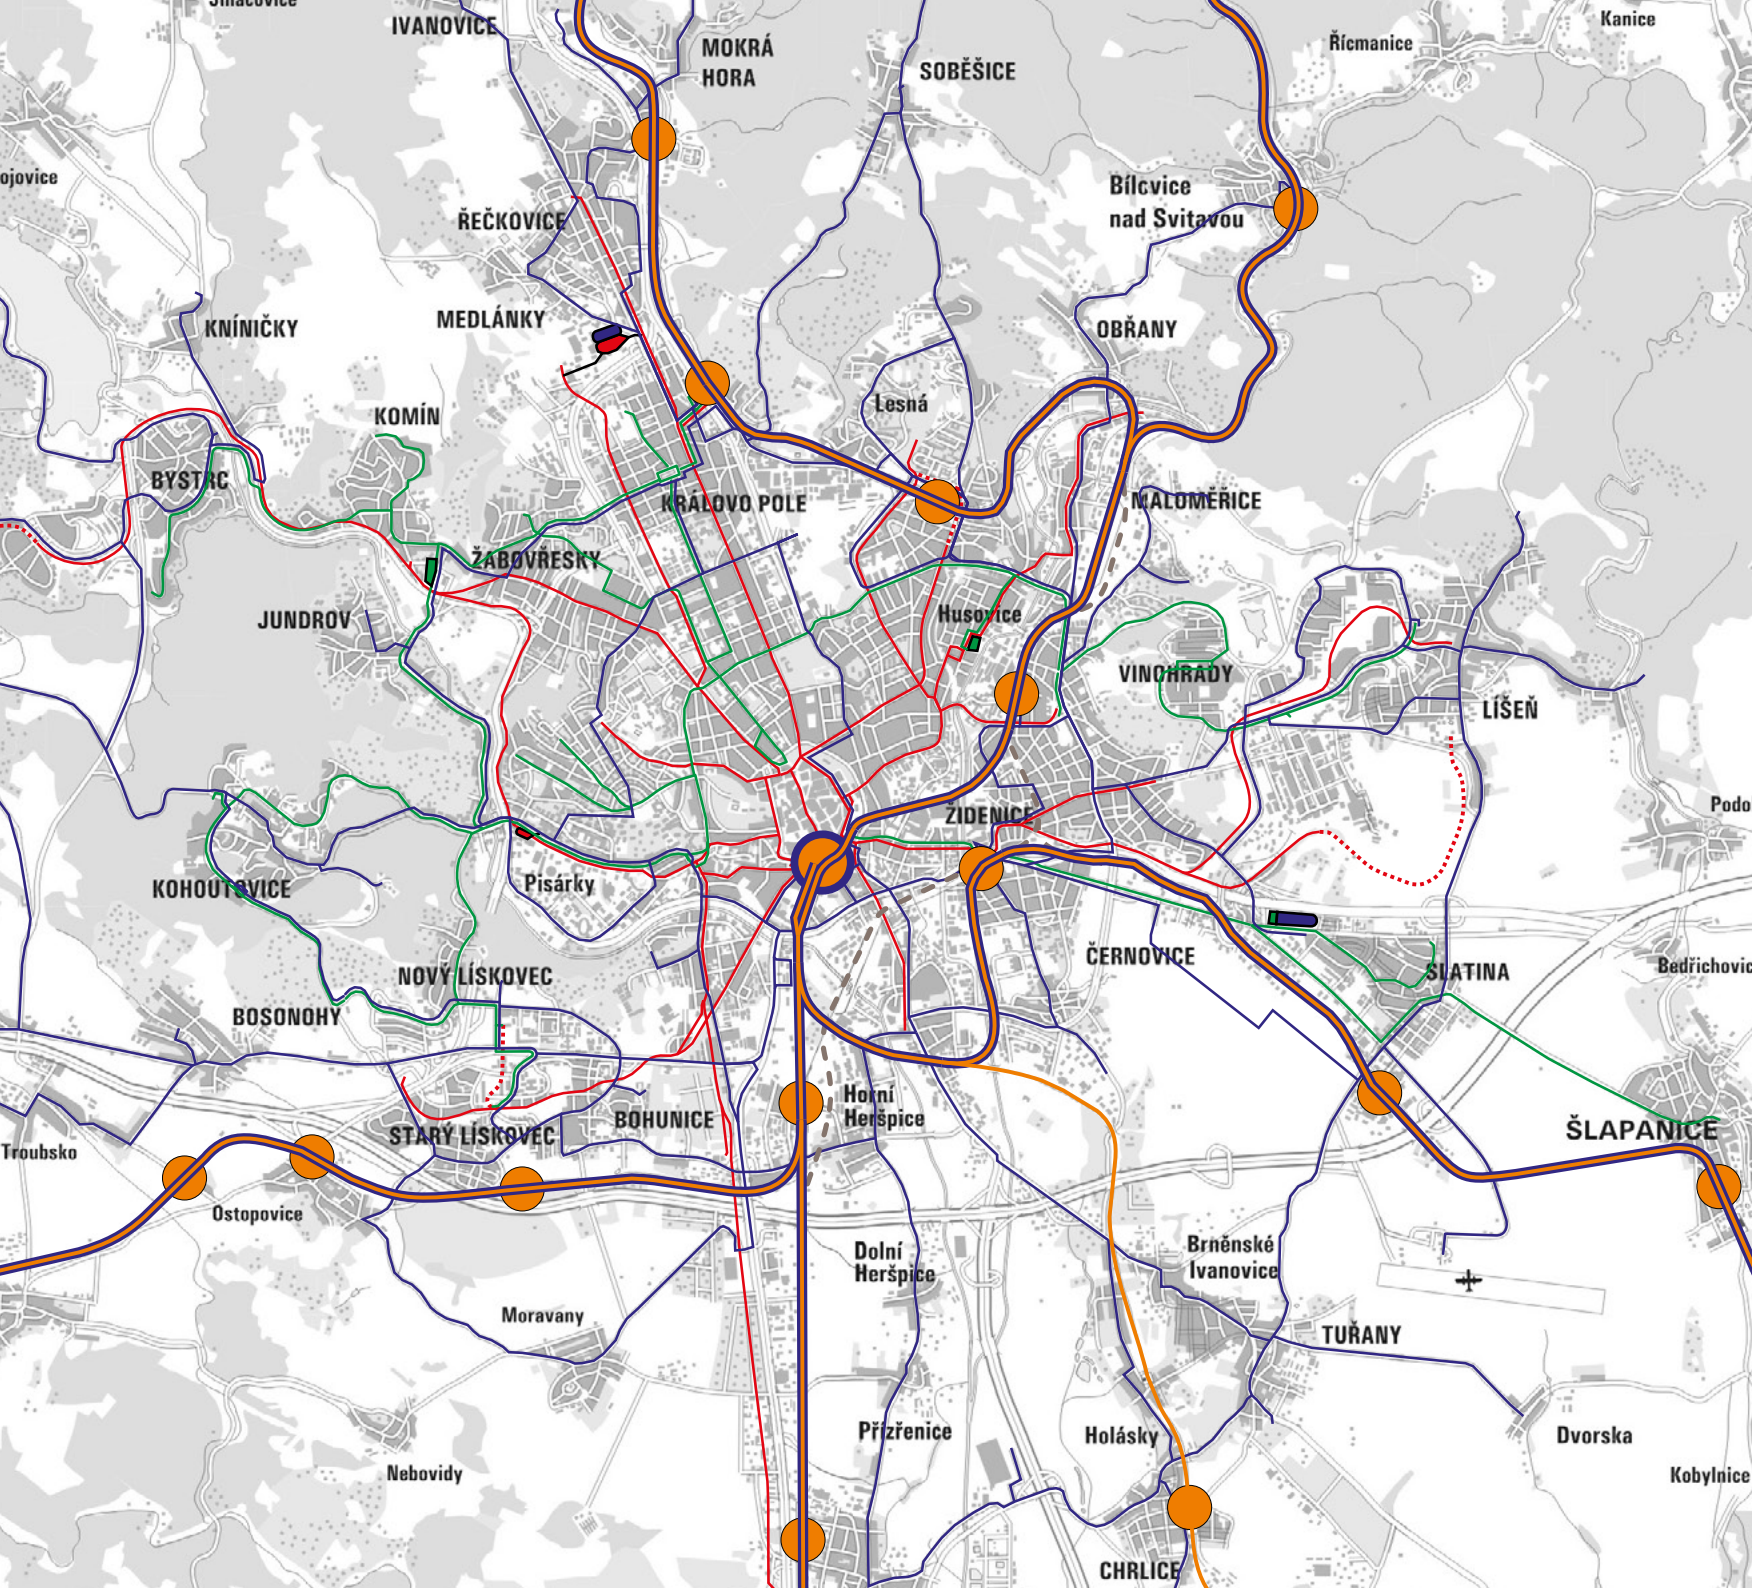 IVANOVICE
Kanice
MOKRÁ
HORA
Řícmanice
SOBĚŠICE
Bílovice
nad Svitavou
ŘEČKOVICE
MEDLÁNKY
KNÍNIČKY
OBŘANY
Lesná
KOMÍN
BYSTRC
KRÁLOVO POLE
MALOMĚŘICE
ŽABOVŘESKY
JUNDROV
Husovice
VINOHRADY
LÍŠEŇ
ŽIDENICE
Podo
KOHOUTOVICE
Pisárky
ČERNOVICE
Bedřichovic
SLATINA
NOVÝ LÍSKOVEC
BOSONOHY
Horní
Heršpice
BOHUNICE
STARÝ LÍSKOVEC
ŠLAPANICE
Troubsko
Ostopovice
Dolní
Heršpice
Brněnské
Ivanovice
TUŘANY
Moravany
Přízřenice
Holásky
Dvorska
Nebovidy
Kobylnice
CHRLICE